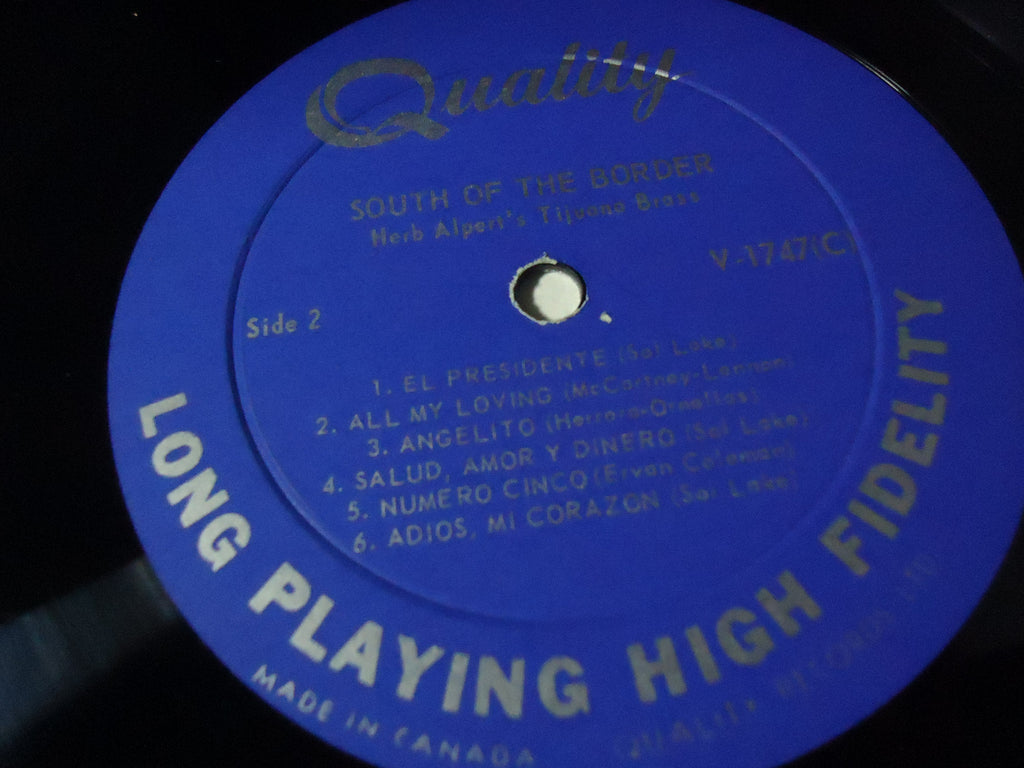 Quality
SOUTH OF THE BORDER
Herb Alpert's Tijuana Brass
V-1747(C)
Side 2
1. EL PRESIDENTE (Sol Lake)
2. ALL MY LOVING (McCartney-Lennon)
3. ANGELITO (Herrera-Ornellas)
4. SALUD, AMOR Y DINERO (Sol Lake)
5. NUMERO CINCO (Ervan Coleman)
6. ADIOS, MI CORAZON (Sol Lake)
LONG PLAYING HIGH FIDELITY
MADE IN CANADA
QUALITY RECORDS LTD